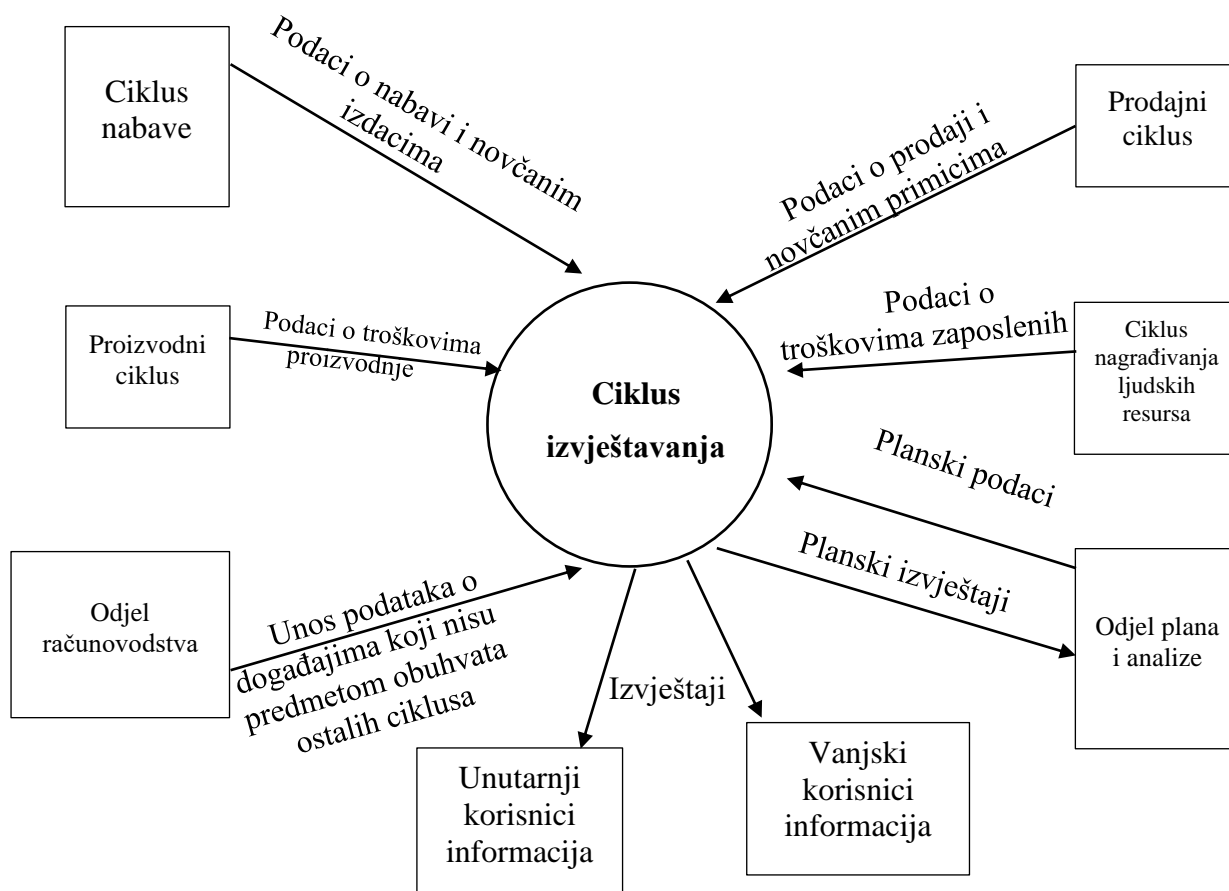 Ciklus
nabave
Podaci o nabavi i novčanim
izdacima
Prodajni
ciklus
Podaci o prodaji i
novčanim primicima
Proizvodni
ciklus
Podaci o troškovima
proizvodnje
Ciklus
izvještavanja
Podaci o
troškovima zaposlenih
Ciklus
nagrađivanja
ljudskih
resursa
Planski podaci
Planski izvještaji
Odjel plana
i analize
Odjel
računovodstva
Unos podataka o
događajima koji nisu
predmetom obuhvata
ostalih ciklusa
Izvještaji
Unutarnji
korisnici
informacija
Vanjski
korisnici
informacija